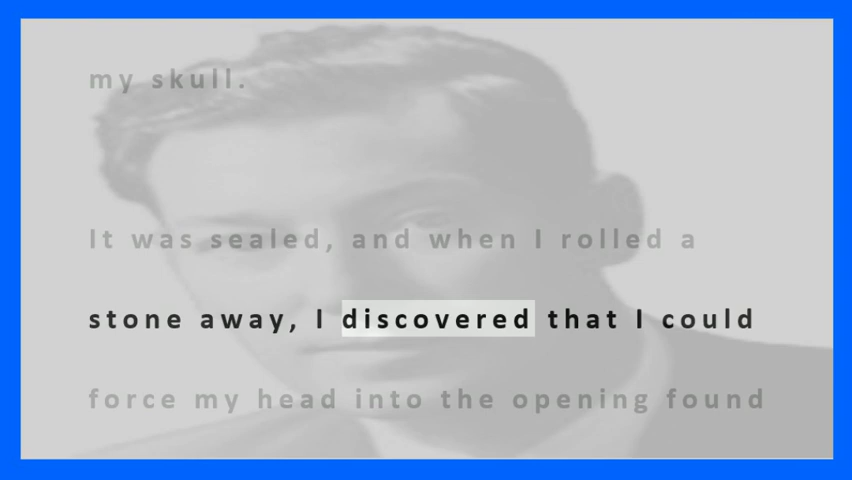 my skull.
It was sealed, and when I rolled a
stone away, I discovered that I could
force my head into the opening found